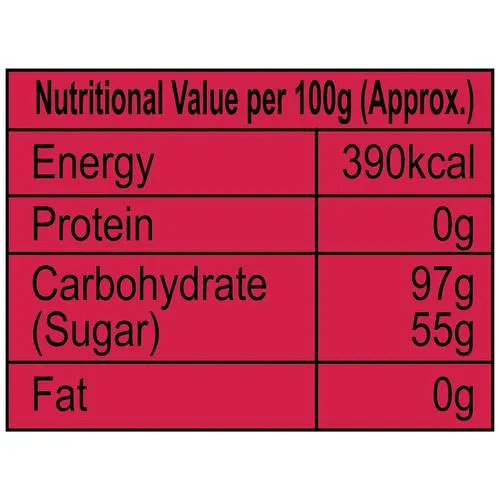 Nutritional Value per 100g (Approx.)
Energy 390kcal
Protein 0g
Carbohydrate 97g
(Sugar) 55g
Fat 0g